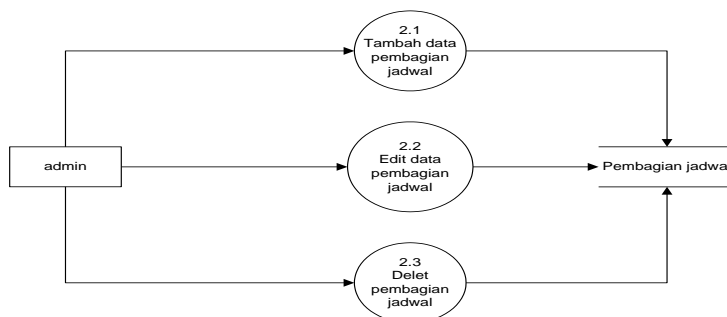 2.1
Tambah data
pembagian
jadwal
admin
2.2
Edit data
pembagian
jadwal
Pembagian jadwa
2.3
Delet
pembagian
jadwal